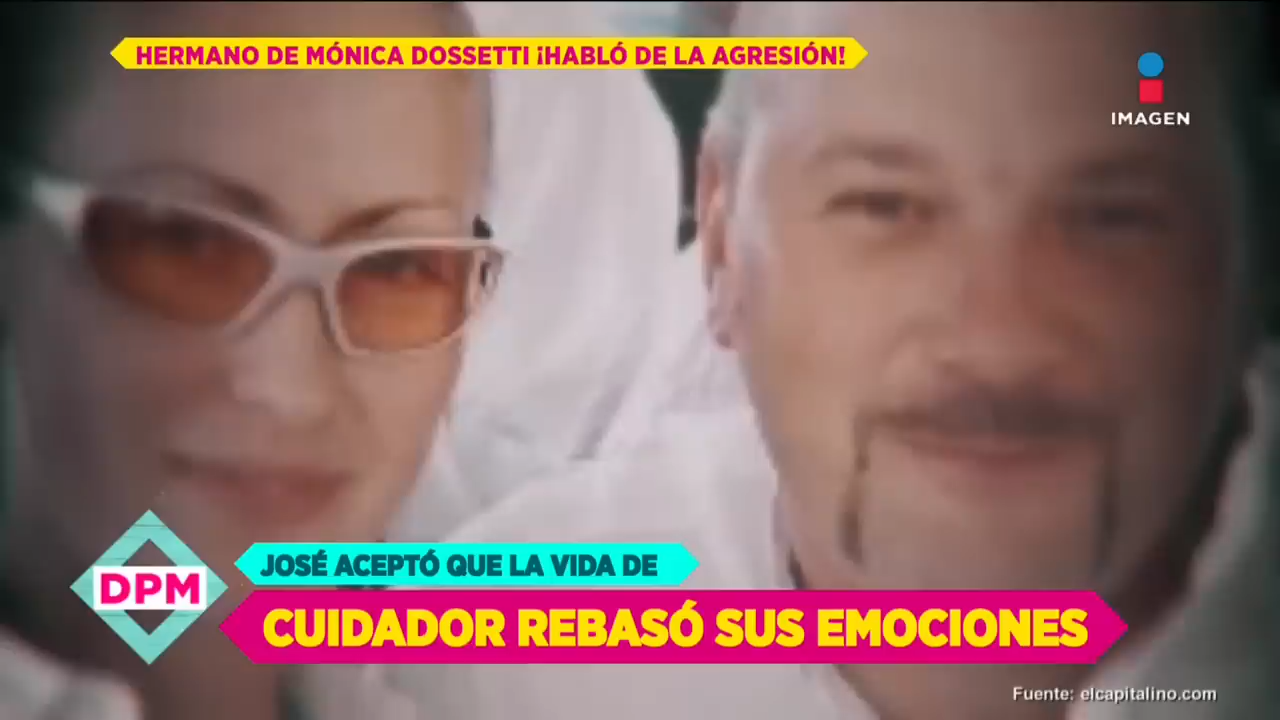 HERMANO DE MÓNICA DOSSETTI ¡HABLÓ DE LA AGRESIÓN!
IMAGEN
JOSÉ ACEPTÓ QUE LA VIDA DE
DPM
CUIDADOR REBASÓ SUS EMOCIONES
Fuente: elcapitalino.com